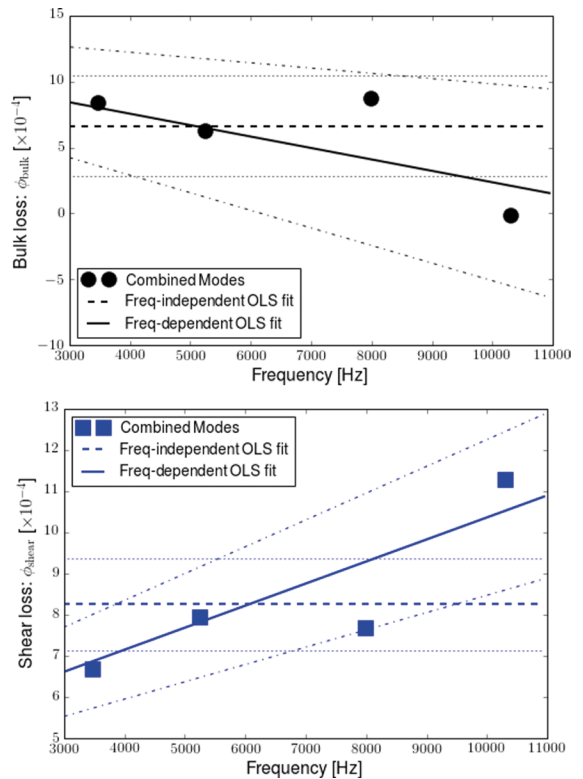 15
10
5
0
−5
−10
Bulk loss: ϕbulk [×10−4]
Combined Modes
Freq-independent OLS fit
Freq-dependent OLS fit
3000 4000 5000 6000 7000 8000 9000 10000 11000
Frequency [Hz]
13
12
11
10
9
8
7
6
5
Shear loss: ϕshear [×10−4]
Combined Modes
Freq-independent OLS fit
Freq-dependent OLS fit
3000 4000 5000 6000 7000 8000 9000 10000 11000
Frequency [Hz]